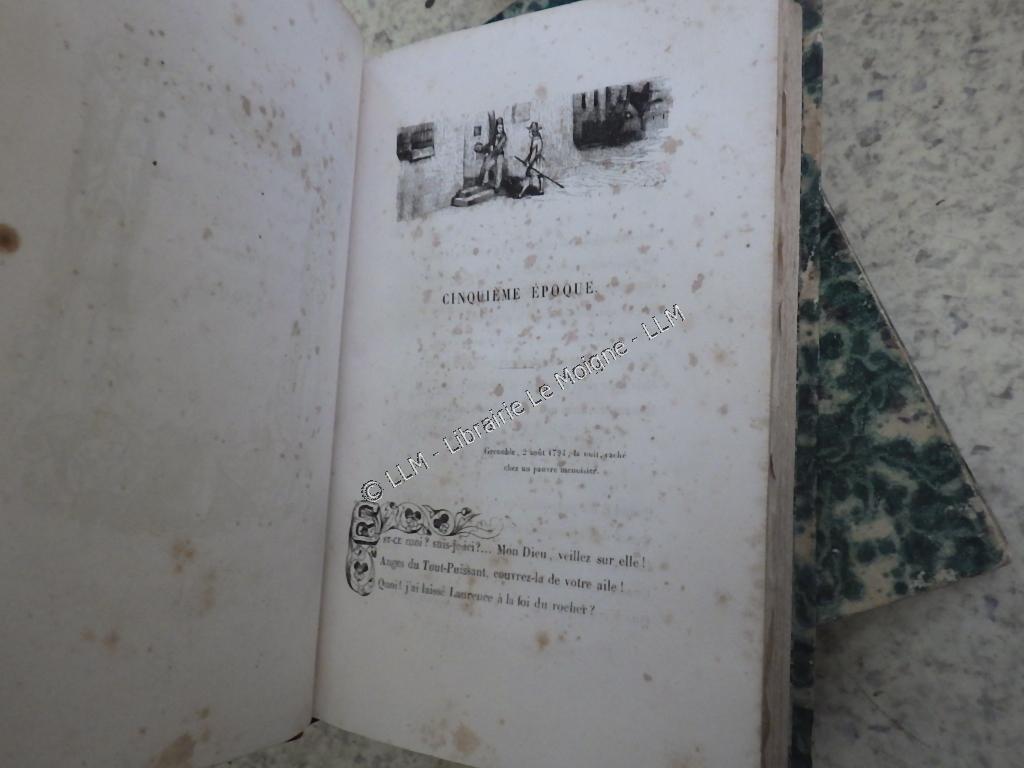 CINQUIÈME ÉPOQUE.
© LLM - Librairie Le Moigne - LLM
Grenoble, 2 août 1794, la nuit, caché
chez un pauvre menuisier.
EST-CE moi? suis-je ici?... Mon Dieu, veillez sur elle!
Anges du Tout-Puissant, couvrez-la de votre aile!
Quoi! j'ai laissé Laurence à la foi du rocher?